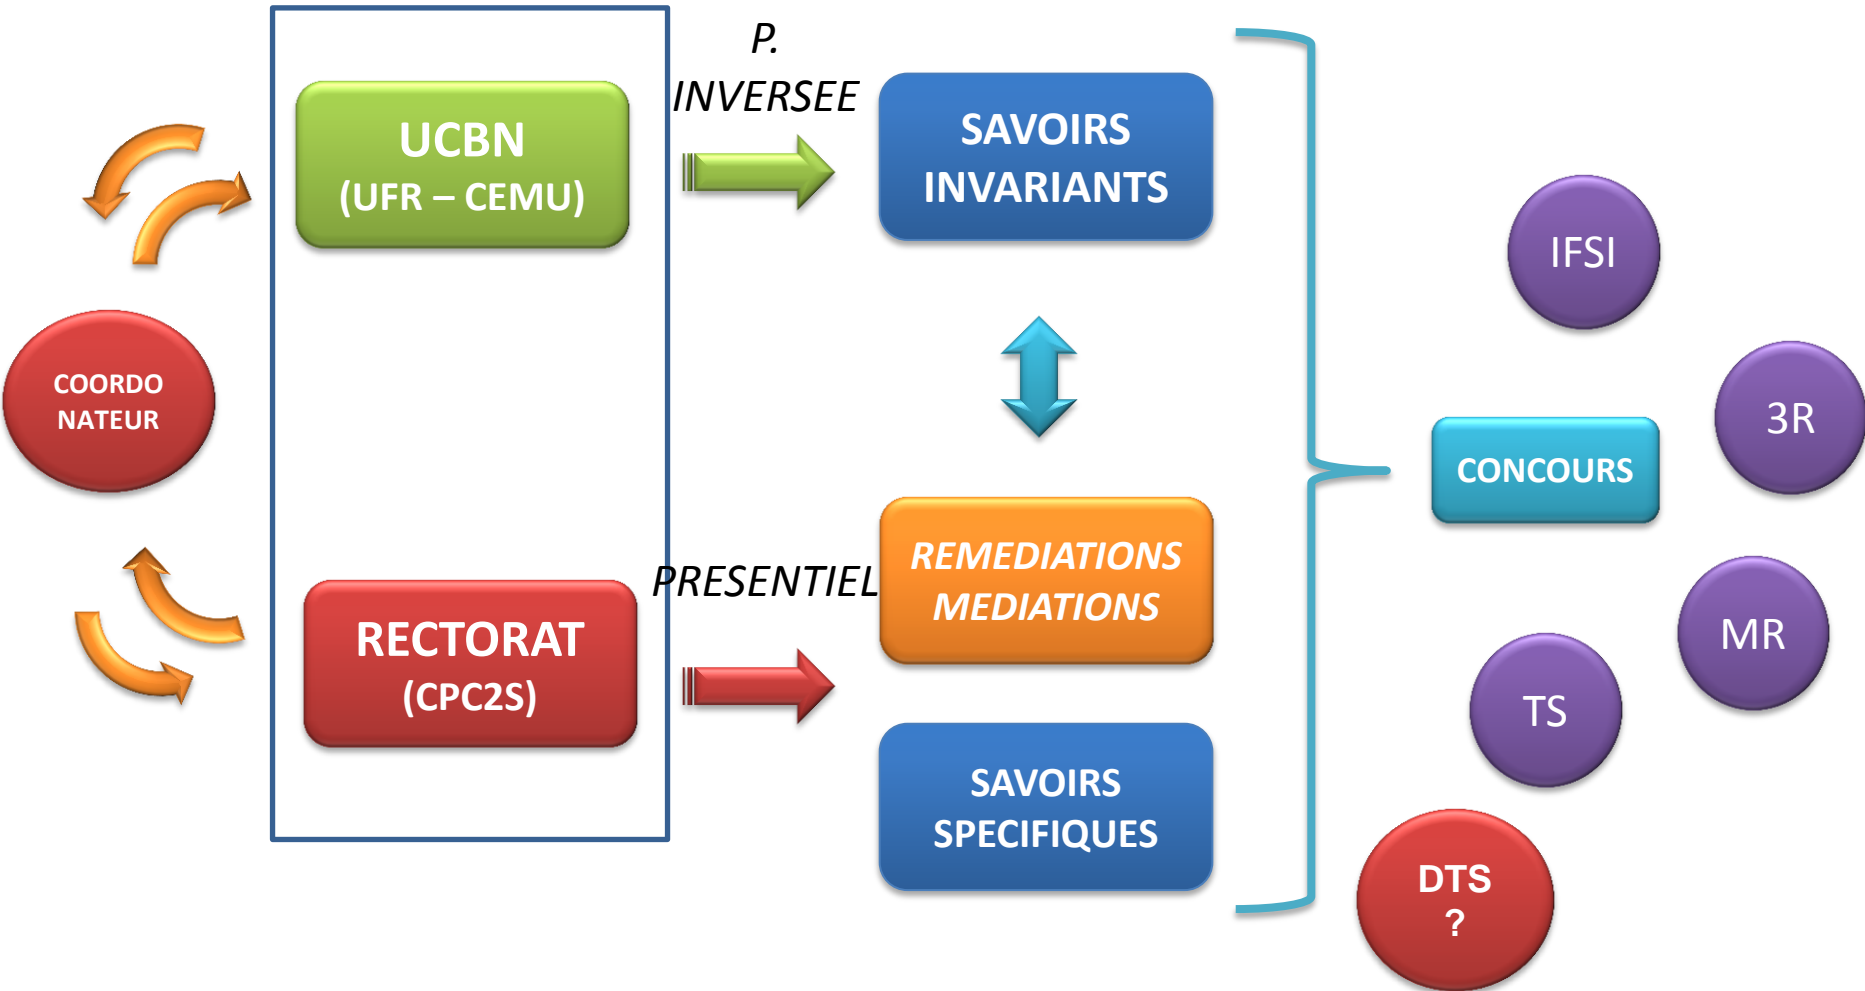 COORDO
NATEUR
UCBN
(UFR – CEMU)
RECTORAT
(CPC2S)
P.
INVERSEE
PRESENTIEL
SAVOIRS
INVARIANTS
REMEDIATIONS
MEDIATIONS
SAVOIRS
SPECIFIQUES
CONCOURS
IFSI
3R
MR
TS
DTS
?